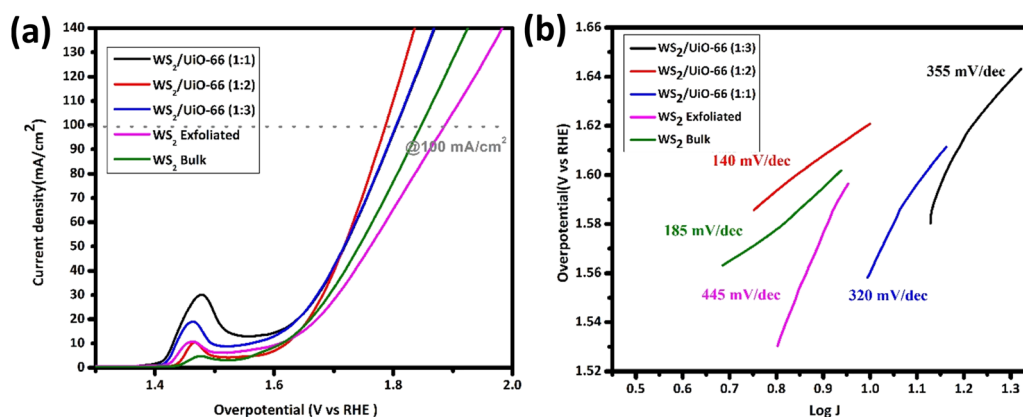 (a)
140
130
120
110
100
90
80
70
60
50
40
30
20
10
0
Current density(mA/cm²)
WS₂/UiO-66 (1:1)
WS₂/UiO-66 (1:2)
WS₂/UiO-66 (1:3)
WS₂ Exfoliated
WS₂ Bulk
@100 mA/cm²
1.4 1.6 1.8 2.0
Overpotential (V vs RHE )
(b)
1.66
1.64
1.62
1.60
1.58
1.56
1.54
1.52
Overpotential(V vs RHE)
WS₂/UiO-66 (1:3)
WS₂/UiO-66 (1:2)
WS₂/UiO-66 (1:1)
WS₂ Exfoliated
WS₂ Bulk
355 mV/dec
140 mV/dec
185 mV/dec
445 mV/dec
320 mV/dec
0.5 0.6 0.7 0.8 0.9 1.0 1.1 1.2 1.3
Log J